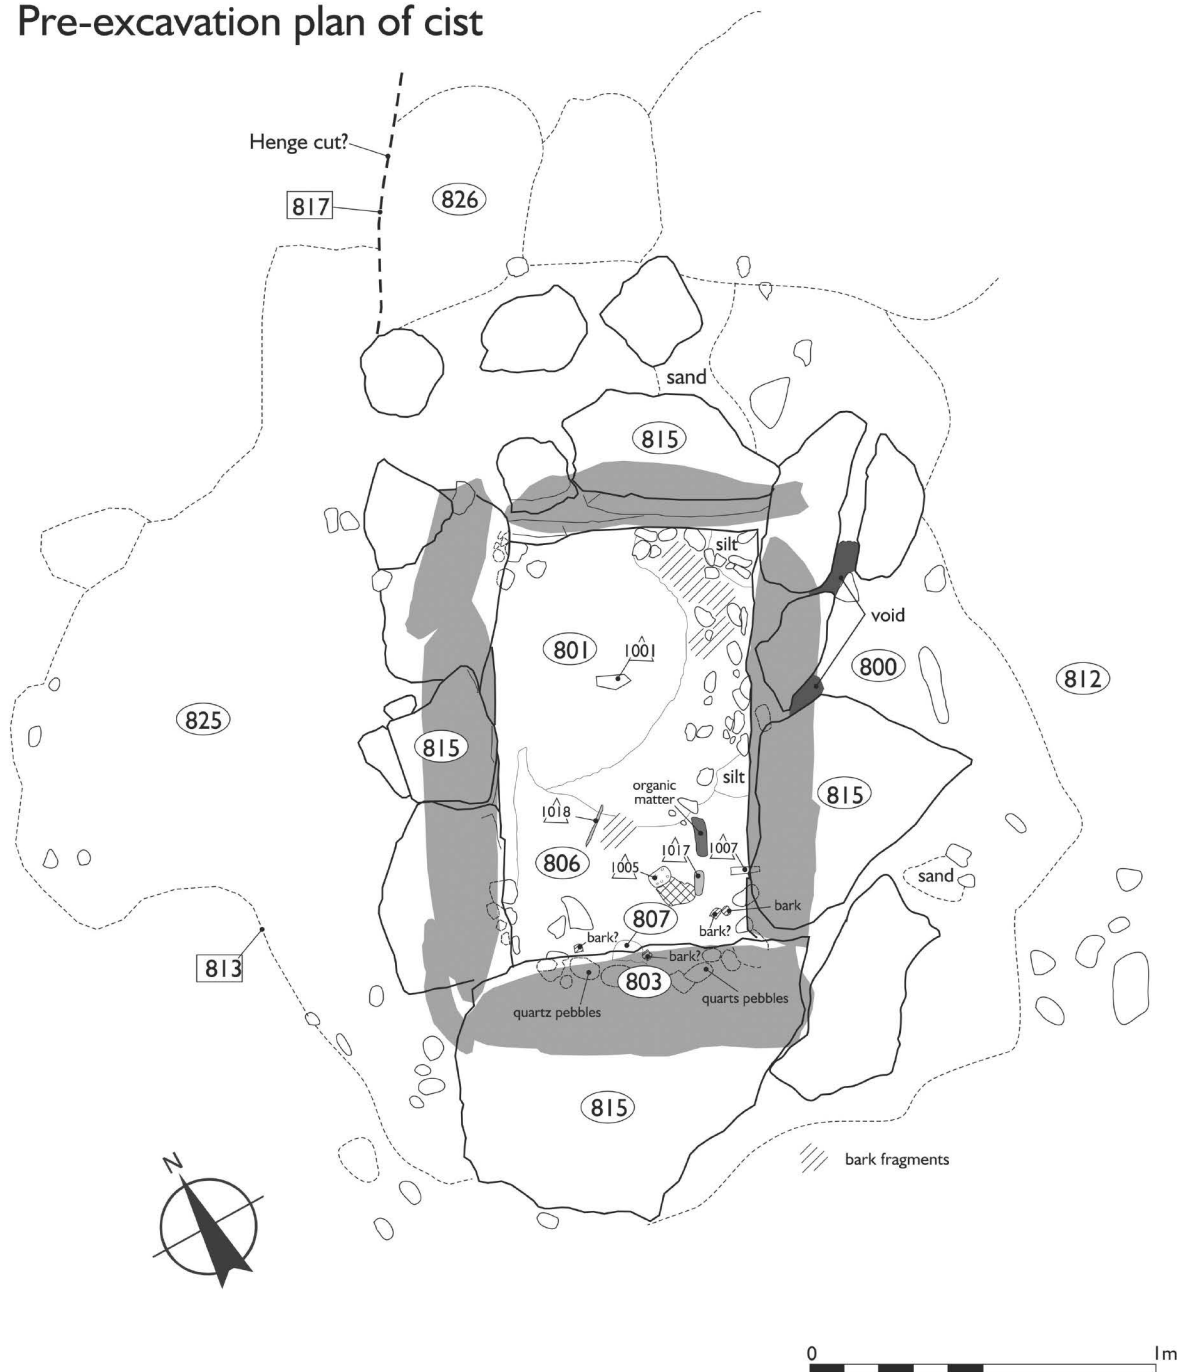 Pre-excavation plan of cist
Henge cut?
817
826
sand
815
silt
void
801
1001
800
812
825
815
silt
organic
matter
815
1018
806
1005
1017
1007
sand
bark
807
bark?
bark?
bark?
813
803
quartz pebbles
quarts pebbles
815
N
bark fragments
0
1m